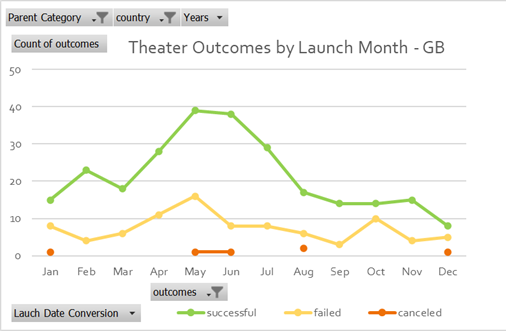 Parent Category country Years
Count of outcomes
Theater Outcomes by Launch Month - GB
50
40
30
20
10
0
Jan Feb Mar Apr May Jun Jul Aug Sep Oct Nov Dec
outcomes
Lauch Date Conversion
successful failed canceled